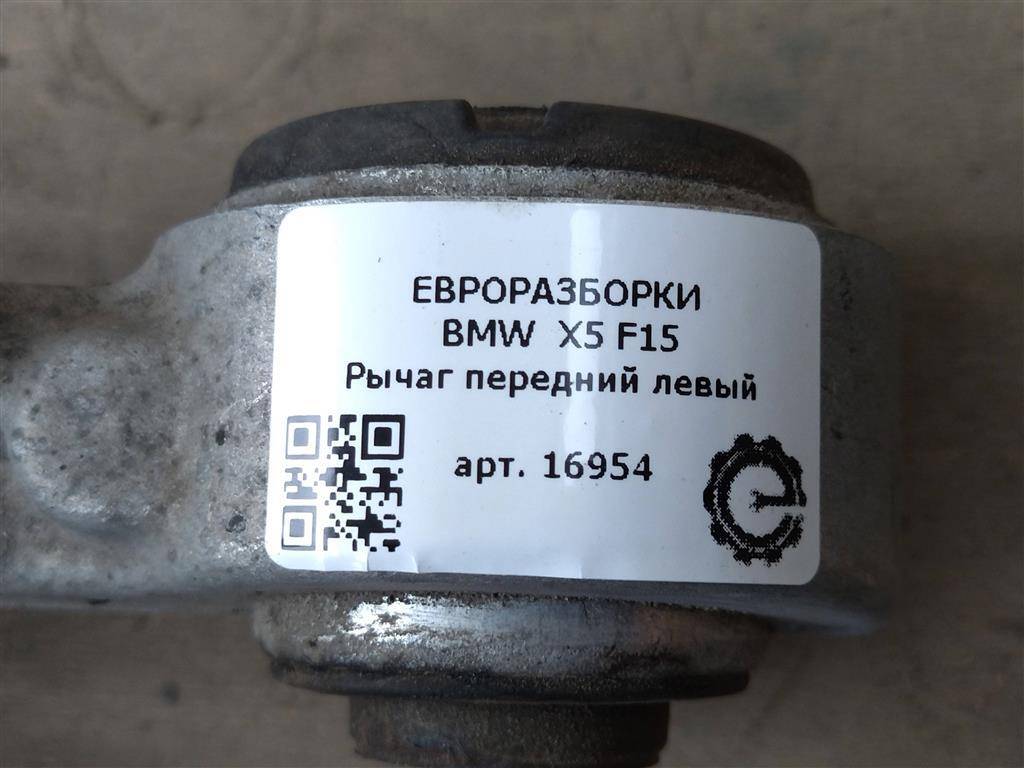 ЕВРОРАЗБОРКИ
BMW X5 F15
Рычаг передний левый
арт. 16954